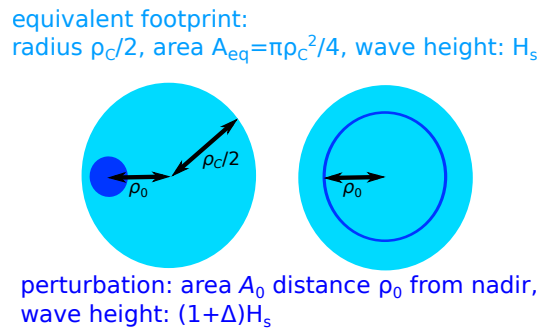 equivalent footprint:
radius ρC/2, area Aeq=πρC²/4, wave height: Hs
ρC/2
ρ0
ρ0
perturbation: area A0 distance ρ0 from nadir,
wave height: (1+Δ)Hs